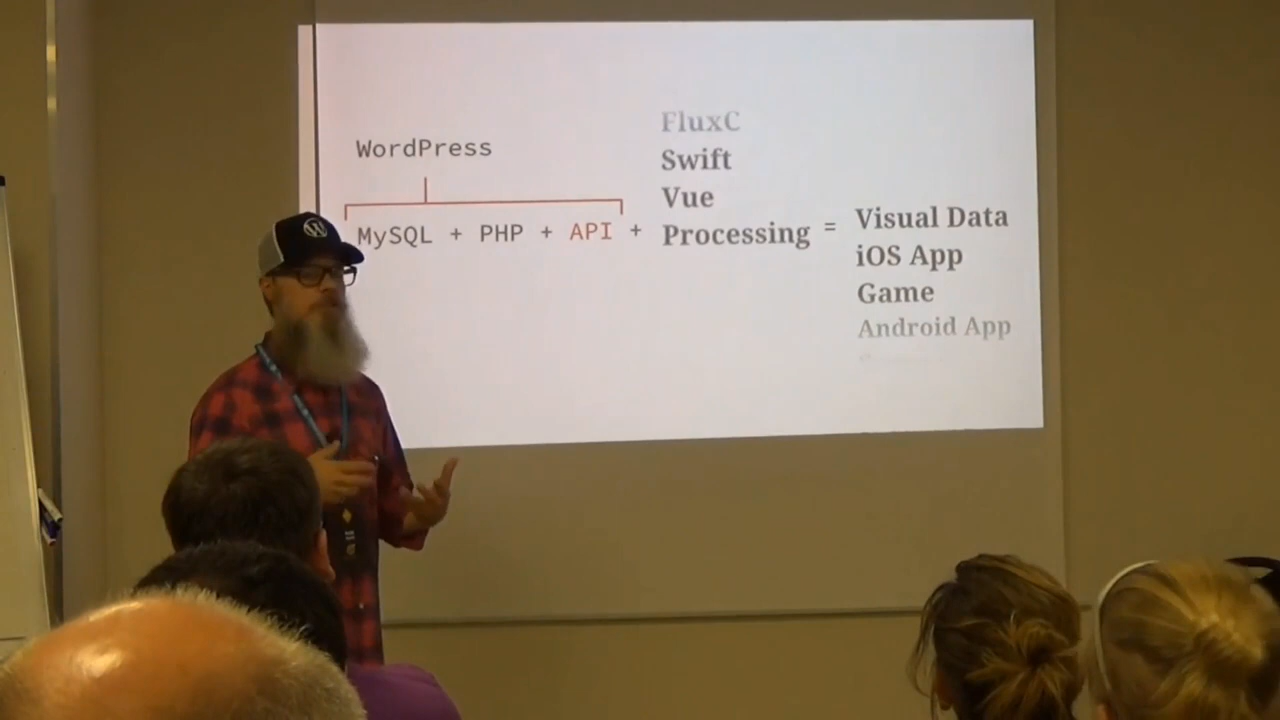 WordPress
MySQL + PHP + API +
FluxC
Swift
Vue
Processing =
Visual Data
iOS App
Game
Android App
W